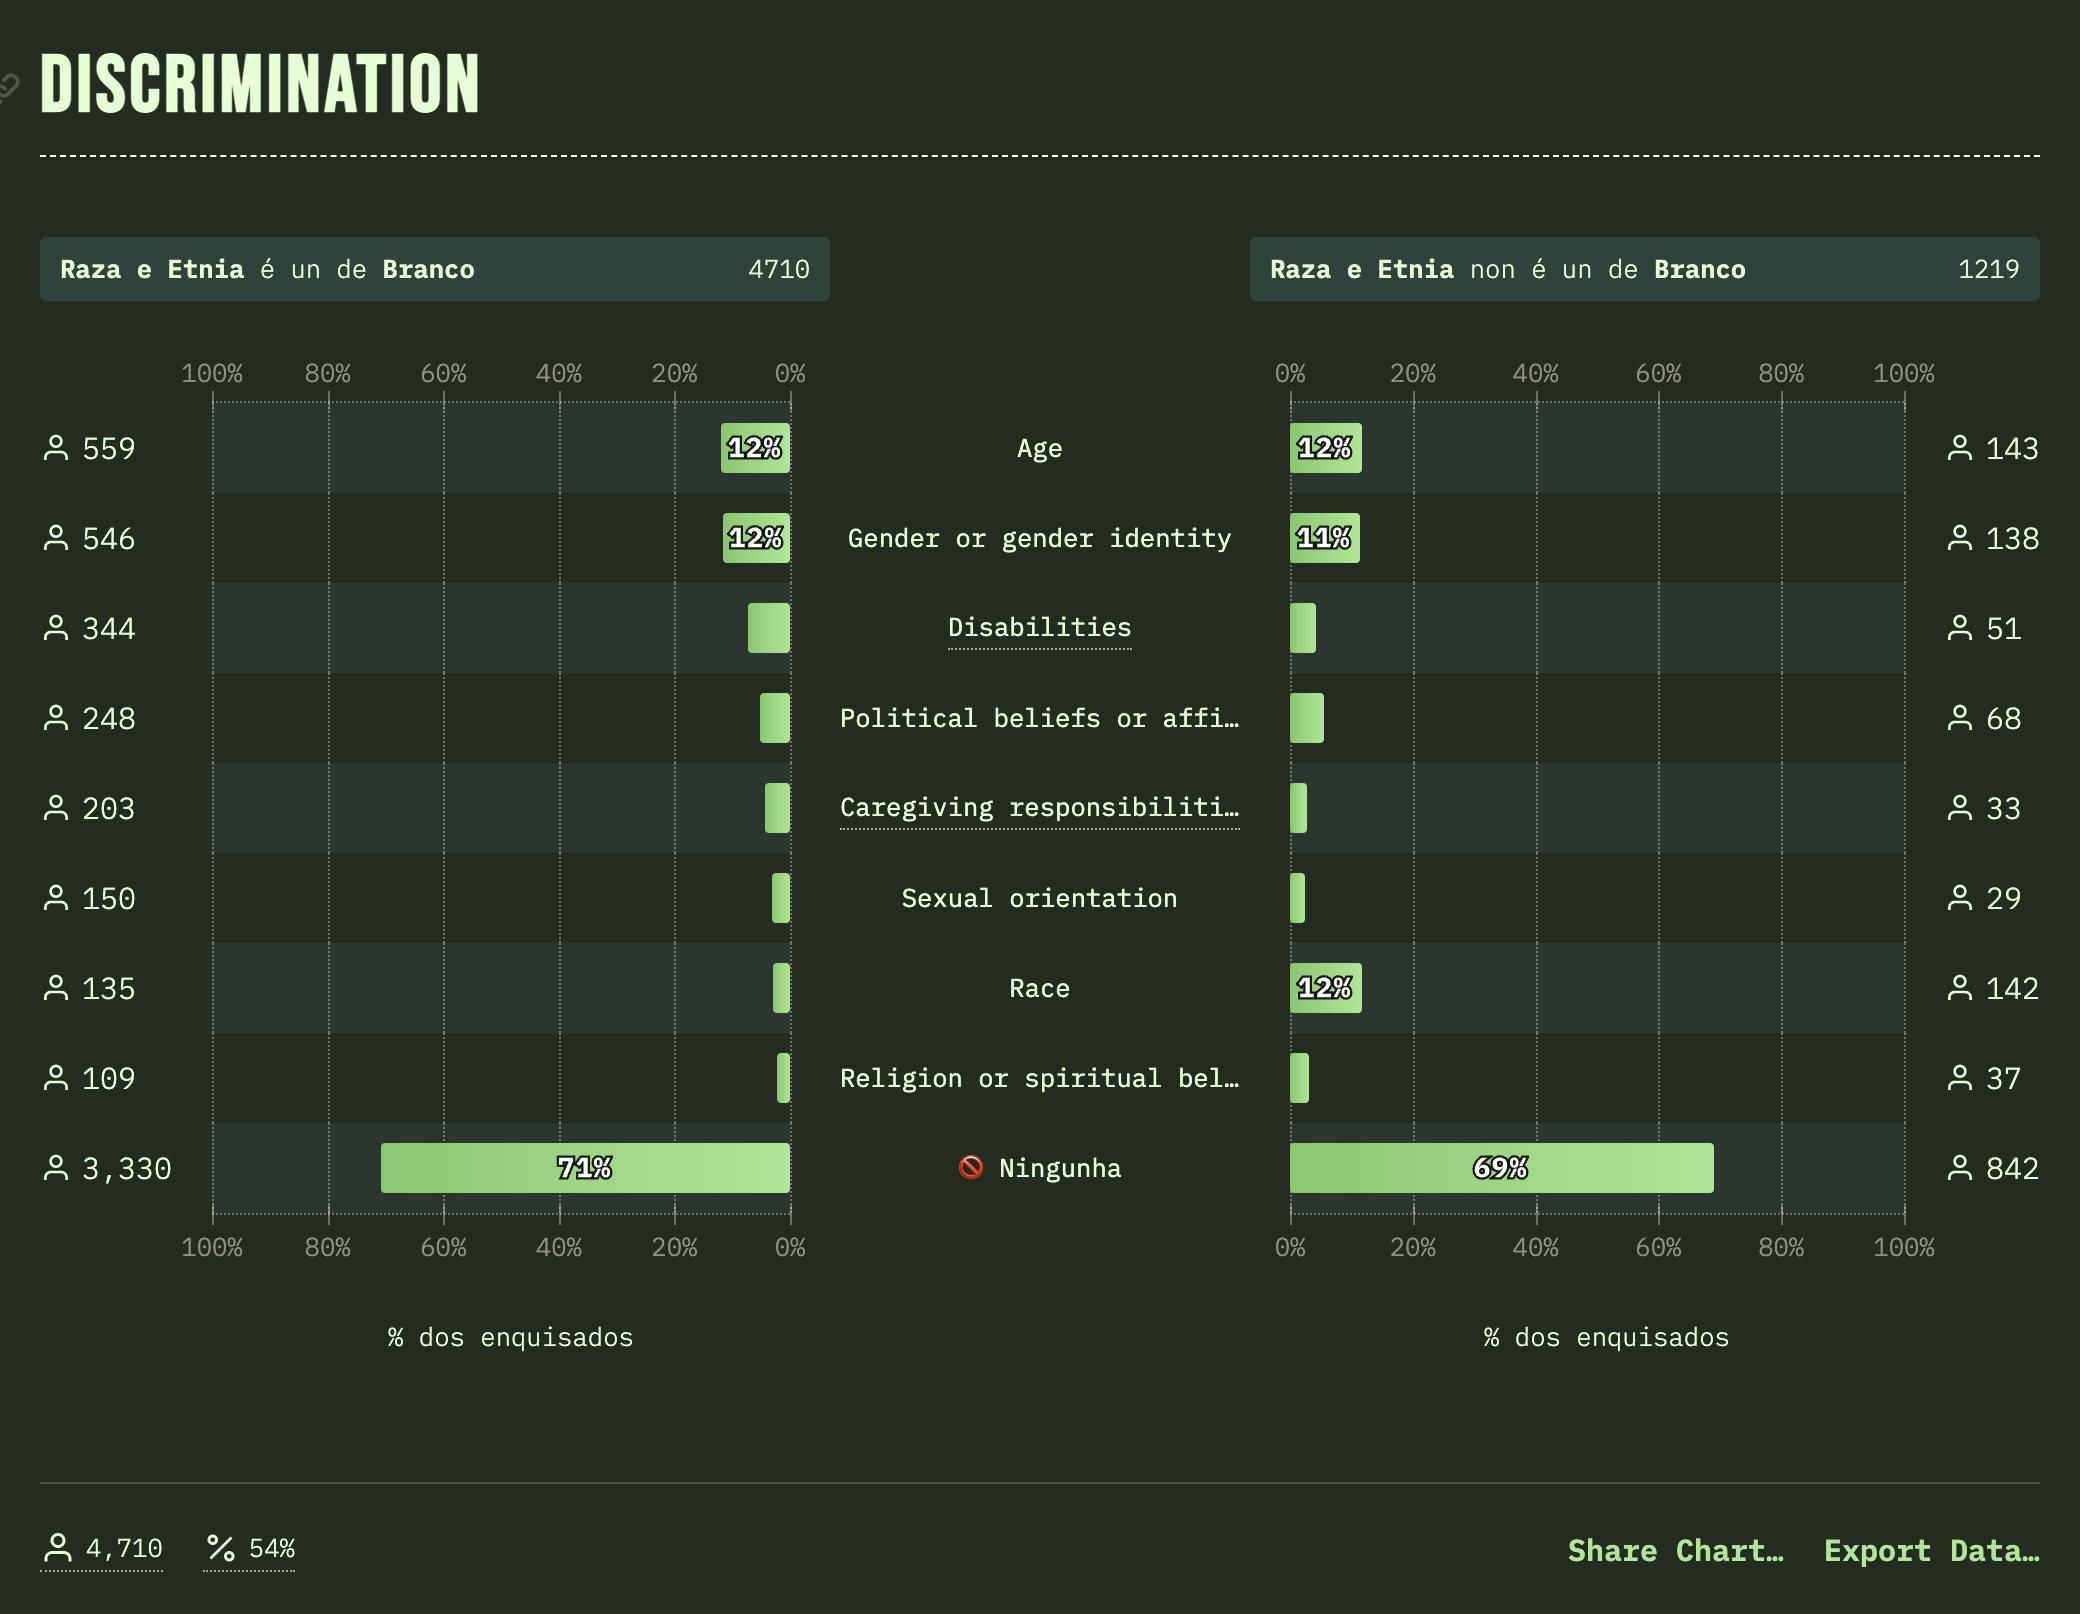 DISCRIMINATION
Raza e Etnia é un de Branco 4710
Raza e Etnia non é un de Branco 1219
100% 80% 60% 40% 20% 0%
0% 20% 40% 60% 80% 100%
559 12% Age 12% 143
546 12% Gender or gender identity 11% 138
344 Disabilities 51
248 Political beliefs or affi… 68
203 Caregiving responsibiliti… 33
150 Sexual orientation 29
135 Race 12% 142
109 Religion or spiritual bel… 37
3,330 71% Ningunha 69% 842
100% 80% 60% 40% 20% 0%
0% 20% 40% 60% 80% 100%
% dos enquisados
% dos enquisados
4,710 54%
Share Chart… Export Data…